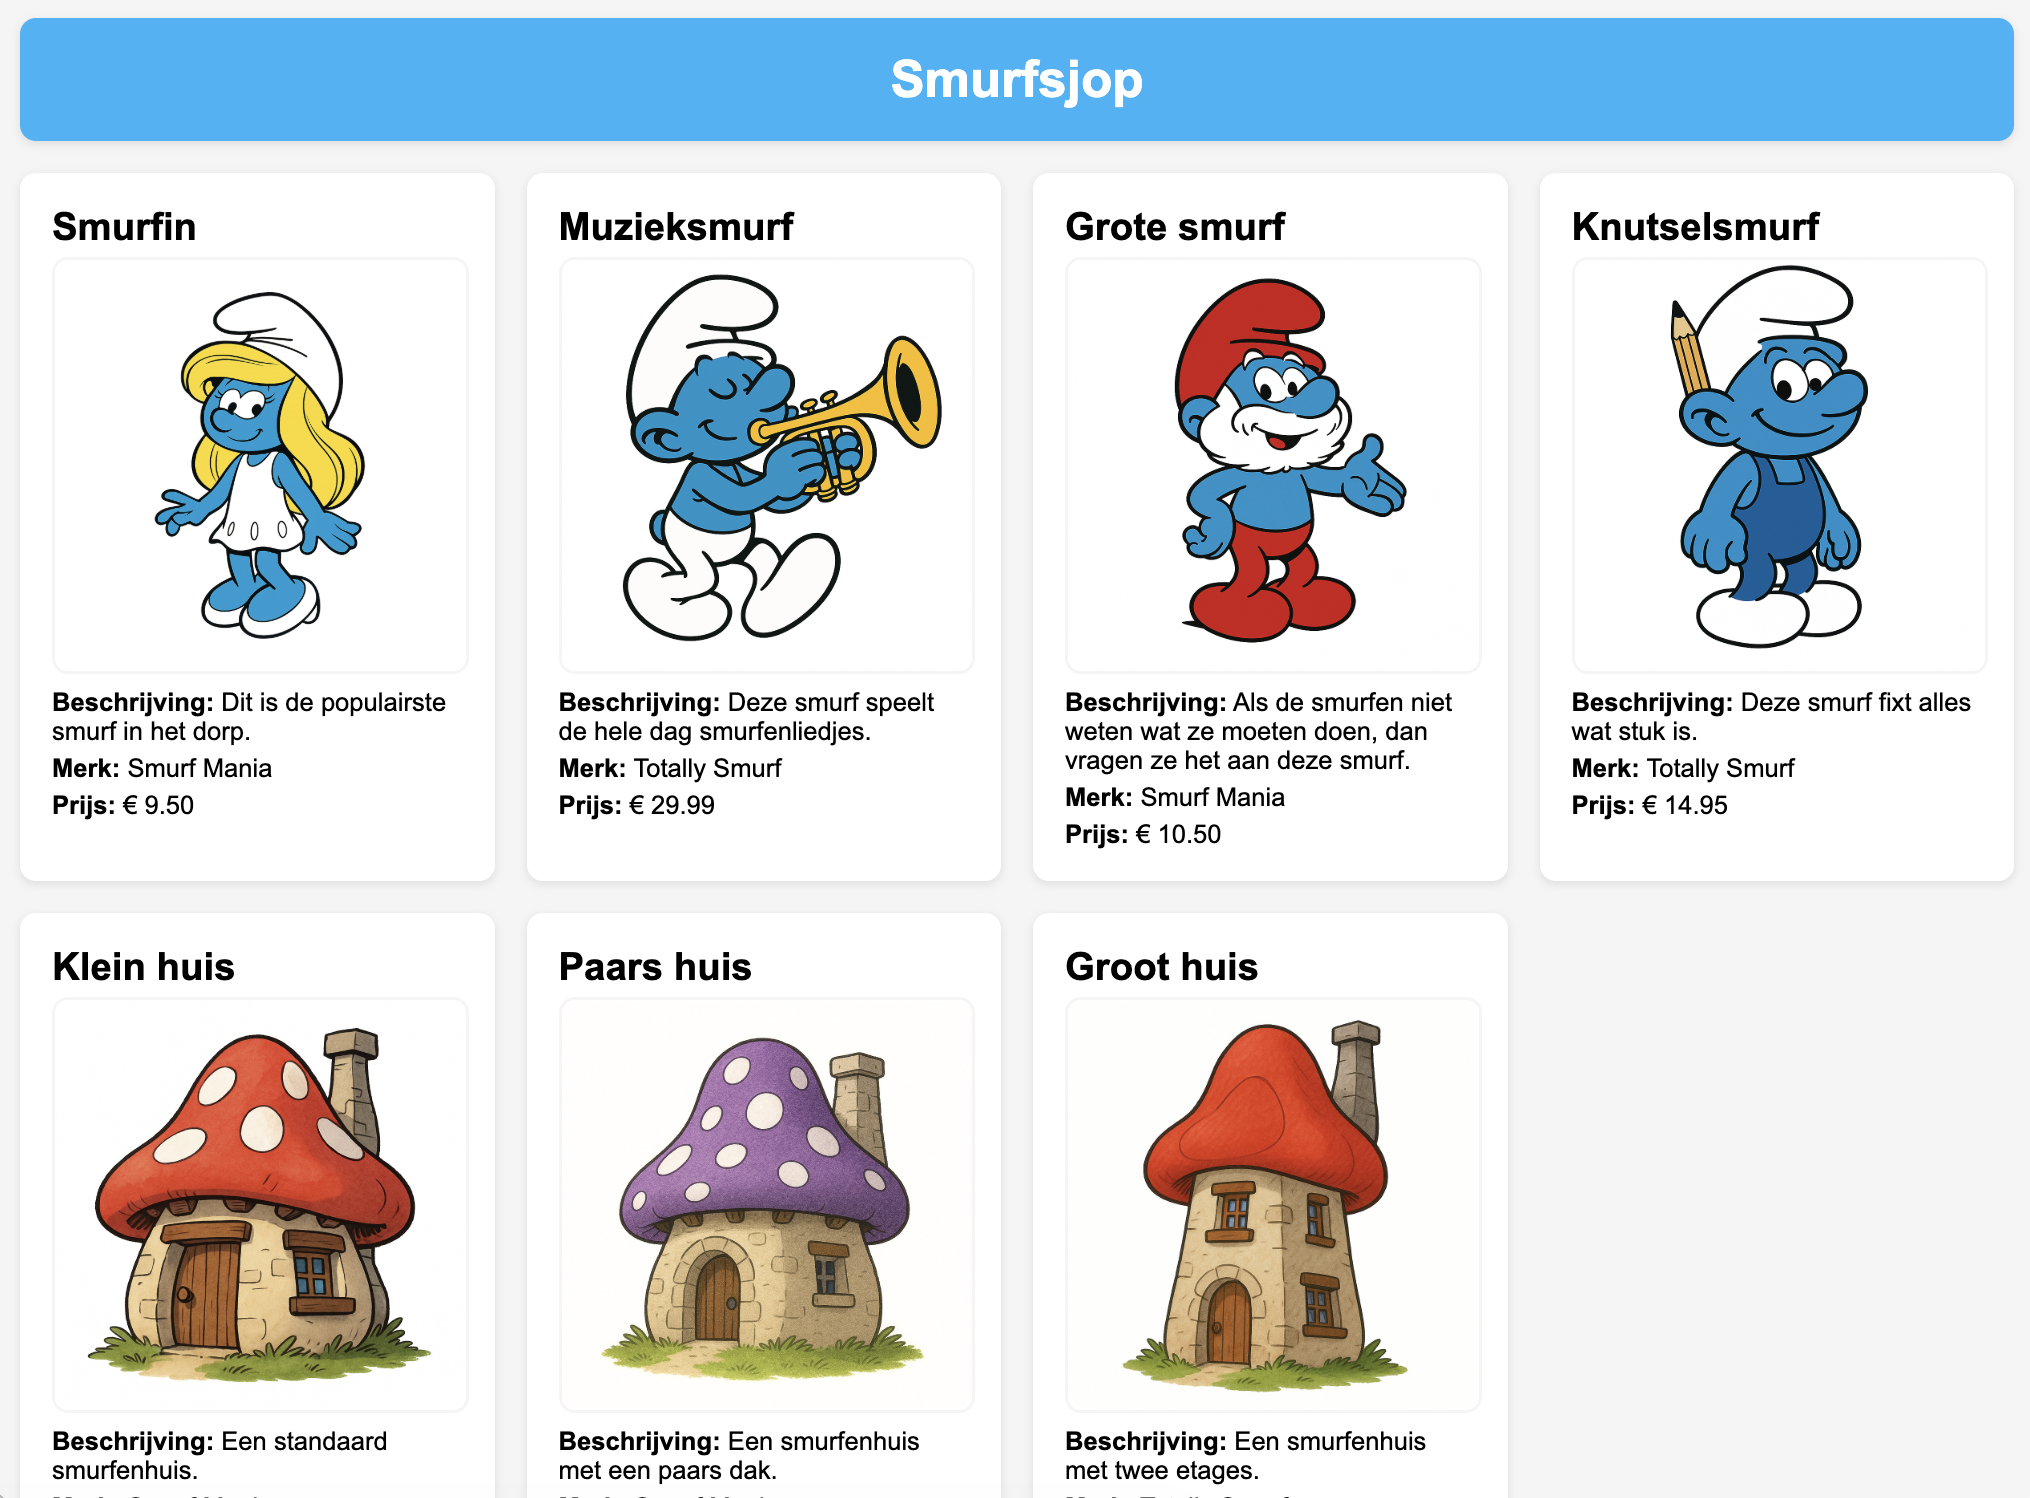 Smurfsjop
Smurfin
Beschrijving: Dit is de populairste
smurf in het dorp.
Merk: Smurf Mania
Prijs: € 9.50
Muzieksmurf
Beschrijving: Deze smurf speelt
de hele dag smurfenliedjes.
Merk: Totally Smurf
Prijs: € 29.99
Grote smurf
Beschrijving: Als de smurfen niet
weten wat ze moeten doen, dan
vragen ze het aan deze smurf.
Merk: Smurf Mania
Prijs: € 10.50
Knutselsmurf
Beschrijving: Deze smurf fixt alles
wat stuk is.
Merk: Totally Smurf
Prijs: € 14.95
Klein huis
Beschrijving: Een standaard
smurfenhuis.
Paars huis
Beschrijving: Een smurfenhuis
met een paars dak.
Groot huis
Beschrijving: Een smurfenhuis
met twee etages.